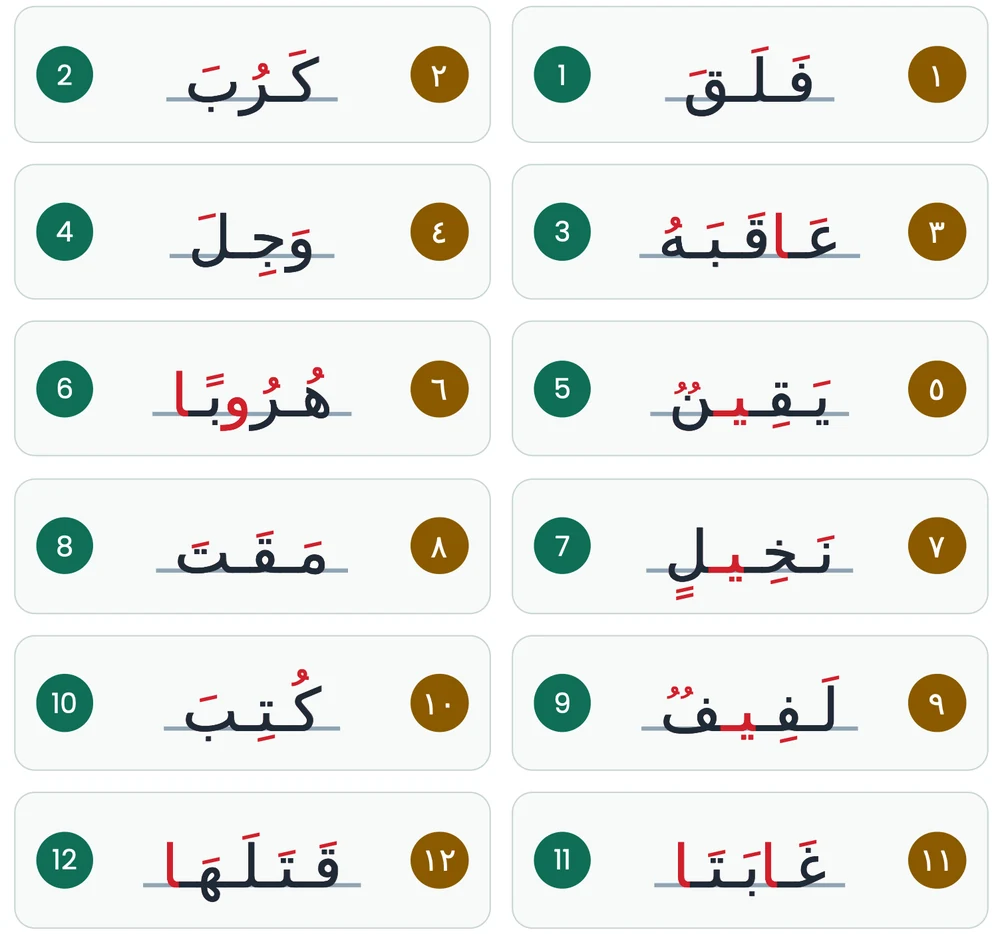 ١ فَلَقَ 1
٢ كَرُبَ 2
٣ عَاقَبَهُ 3
٤ وَجِلَ 4
٥ يَقِينٌ 5
٦ هُرُوبًا 6
٧ نَخِيلٍ 7
٨ مَقَتَ 8
٩ لَفِيفٌ 9
١٠ كُتِبَ 10
١١ غَابَتَا 11
١٢ قَتَلَهَا 12